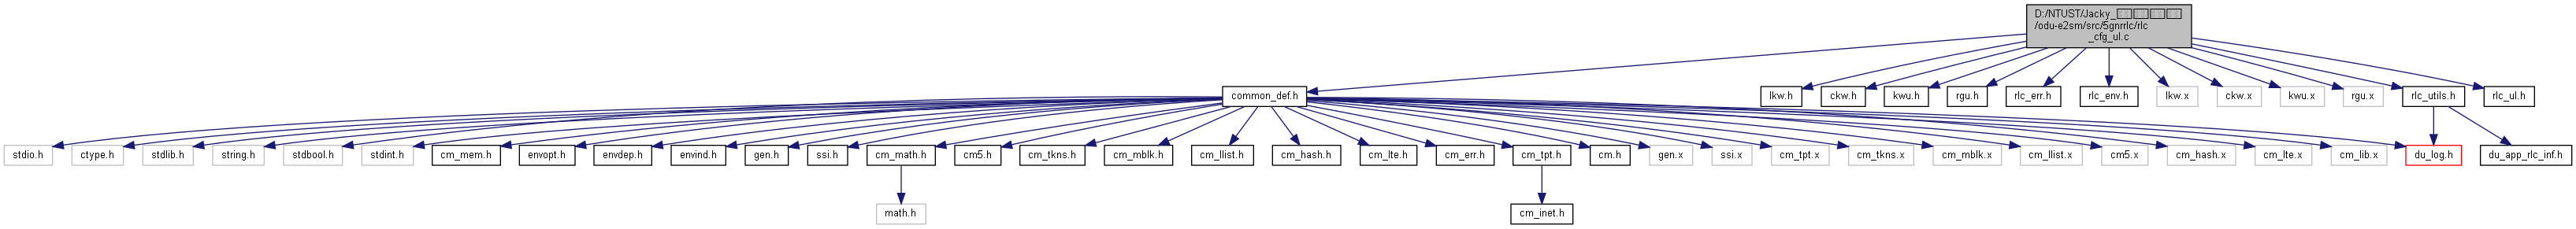 D:/NTUST/Jacky_
/odu-e2sm/src/5gnrrlc/rlc
_cfg_ul.c
common_def.h
lkw.h
ckw.h
kwu.h
rgu.h
rlc_err.h
rlc_env.h
lkw.x
ckw.x
kwu.x
rgu.x
rlc_utils.h
rlc_ul.h
stdio.h
ctype.h
stdlib.h
string.h
stdbool.h
stdint.h
cm_mem.h
envopt.h
envdep.h
envind.h
gen.h
ssi.h
cm_math.h
cm5.h
cm_tkns.h
cm_mblk.h
cm_llist.h
cm_hash.h
cm_lte.h
cm_err.h
cm_tpt.h
cm.h
gen.x
ssi.x
cm_tpt.x
cm_tkns.x
cm_mblk.x
cm_llist.x
cm5.x
cm_hash.x
cm_lte.x
cm_lib.x
du_log.h
du_app_rlc_inf.h
math.h
cm_inet.h